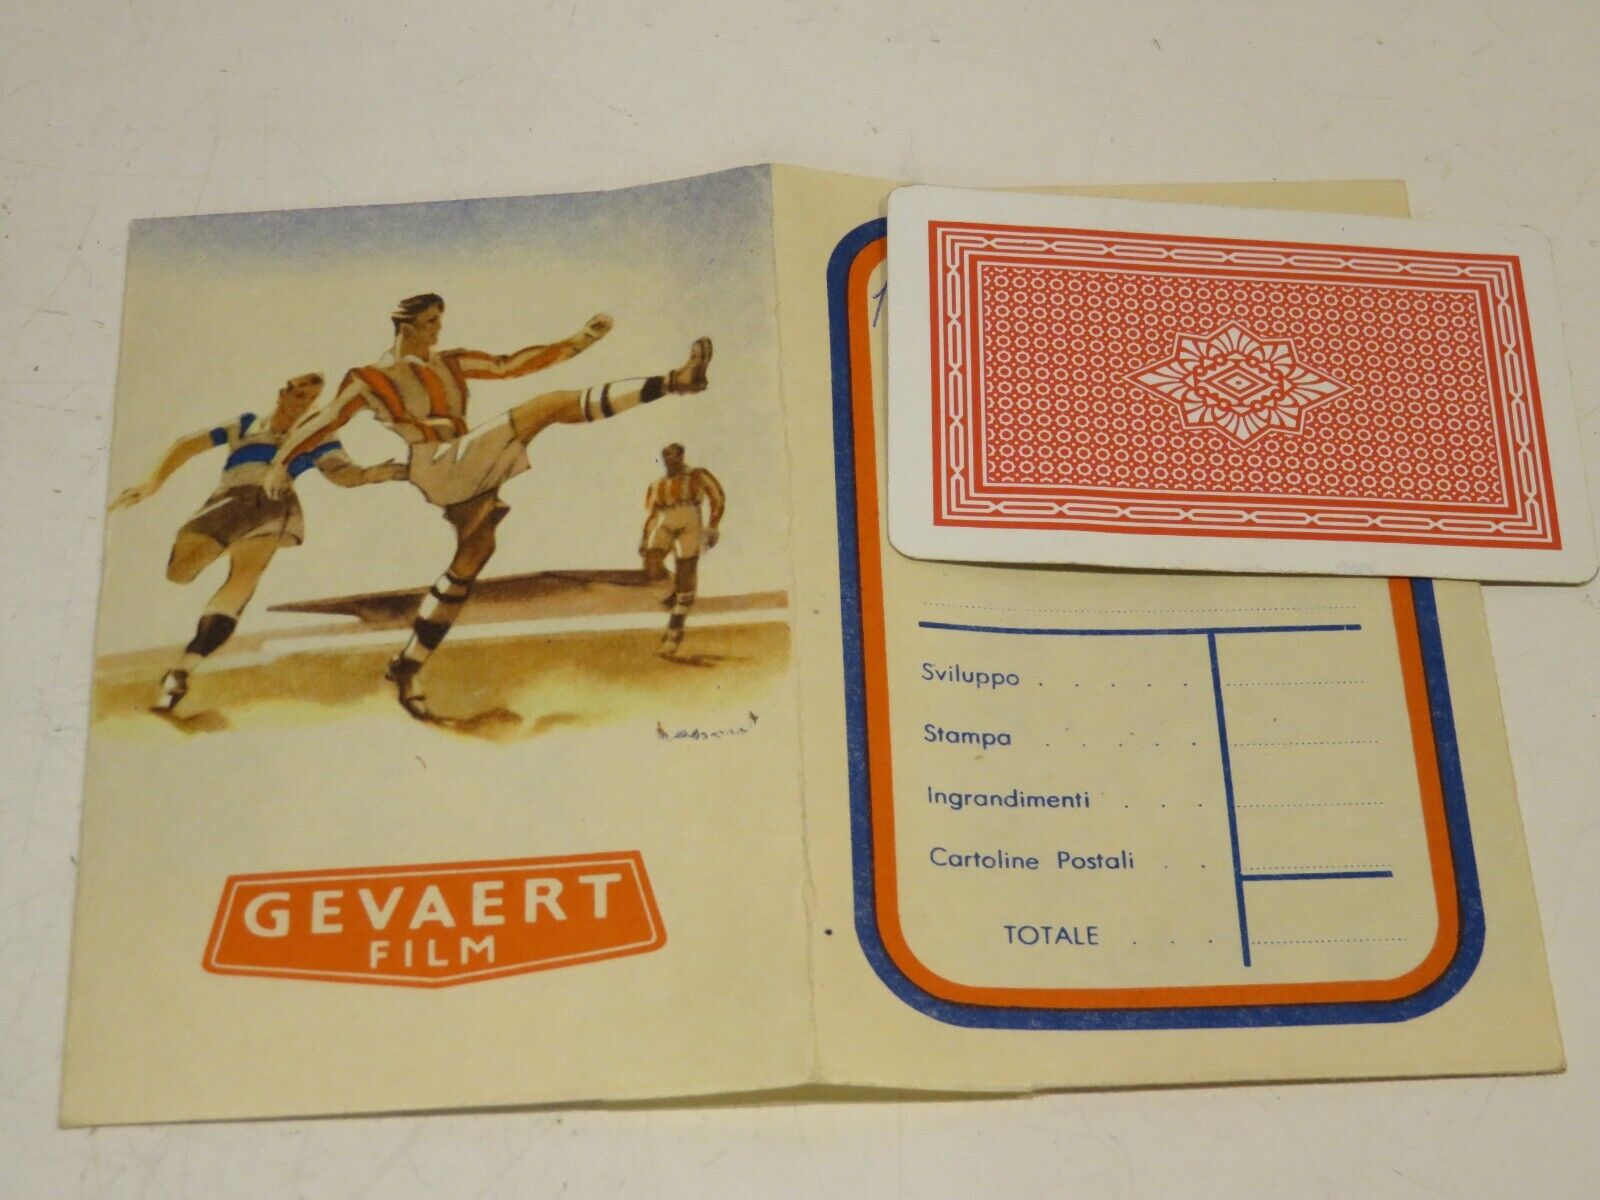 GEVAERT
FILM
Sviluppo . . . . .
Stampa . . . . .
Ingrandimenti . . .
Cartoline Postali . .
TOTALE . . .